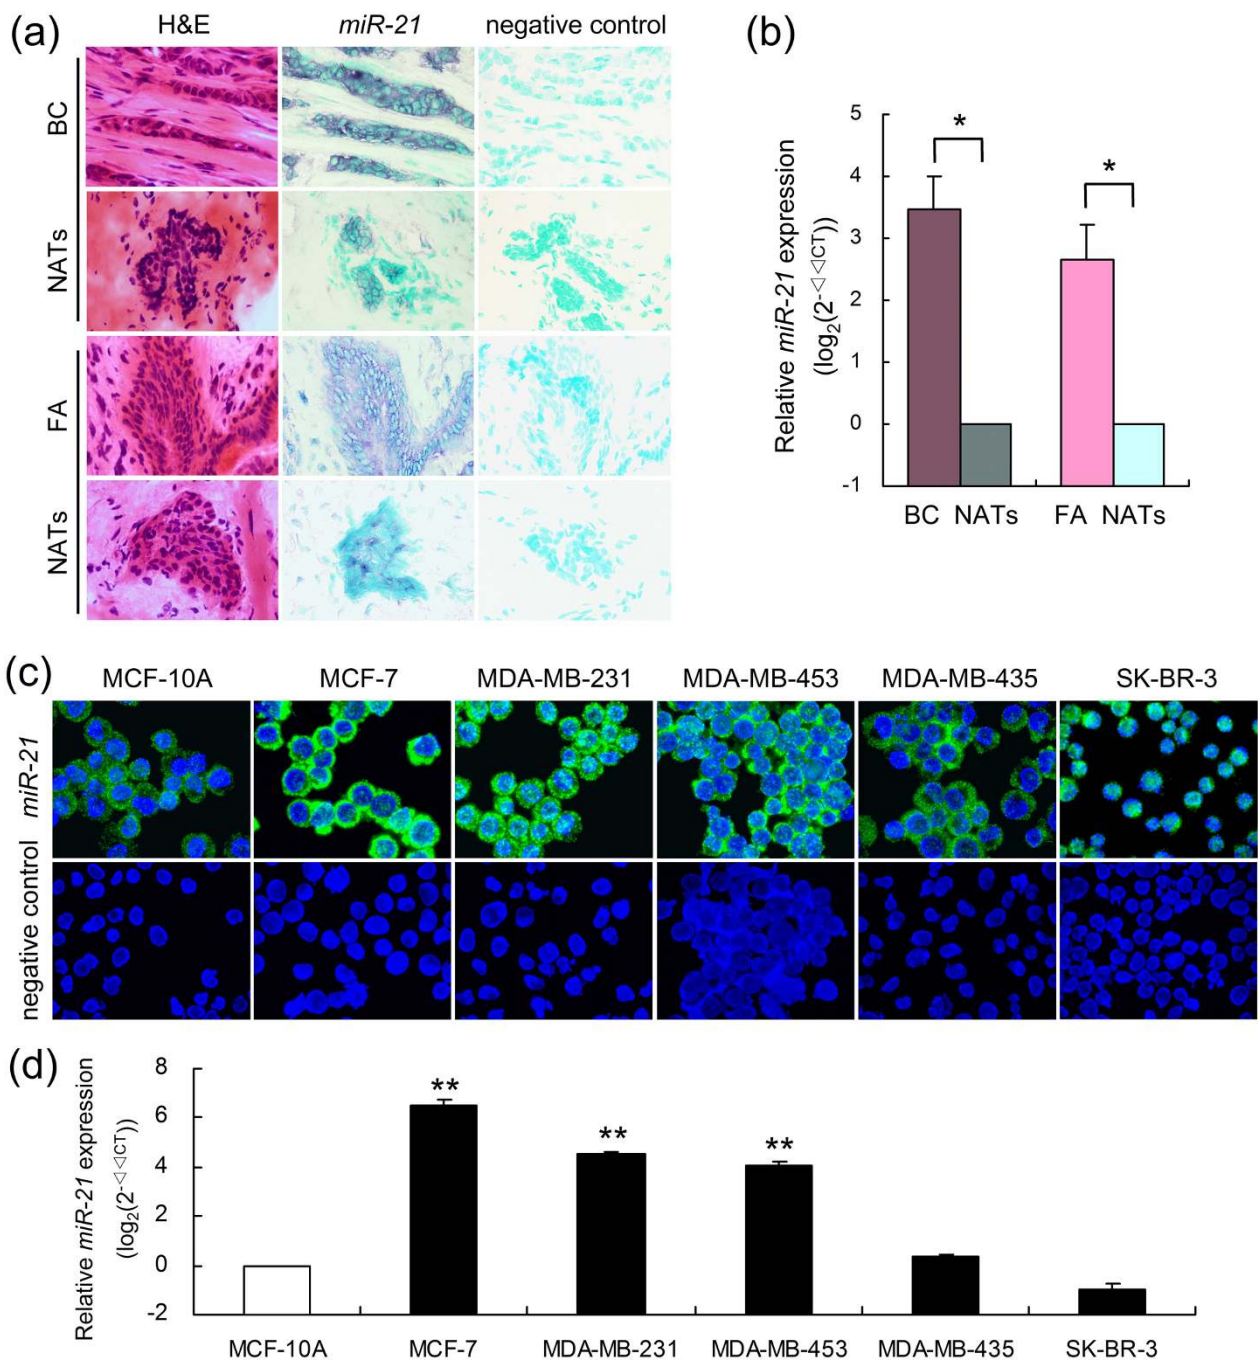 (a)
H&E miR-21 negative control
BC
NATs
FA
NATs
(b)
Relative miR-21 expression
(log₂(2⁻ᐊᐊCT))
5
4
3
2
1
0
-1
*
*
BC NATs FA NATs
(c)
MCF-10A MCF-7 MDA-MB-231 MDA-MB-453 MDA-MB-435 SK-BR-3
miR-21
negative control
(d)
Relative miR-21 expression
(log₂(2⁻ᐊᐊCT))
8
6
4
2
0
-2
**
**
**
MCF-10A MCF-7 MDA-MB-231 MDA-MB-453 MDA-MB-435 SK-BR-3